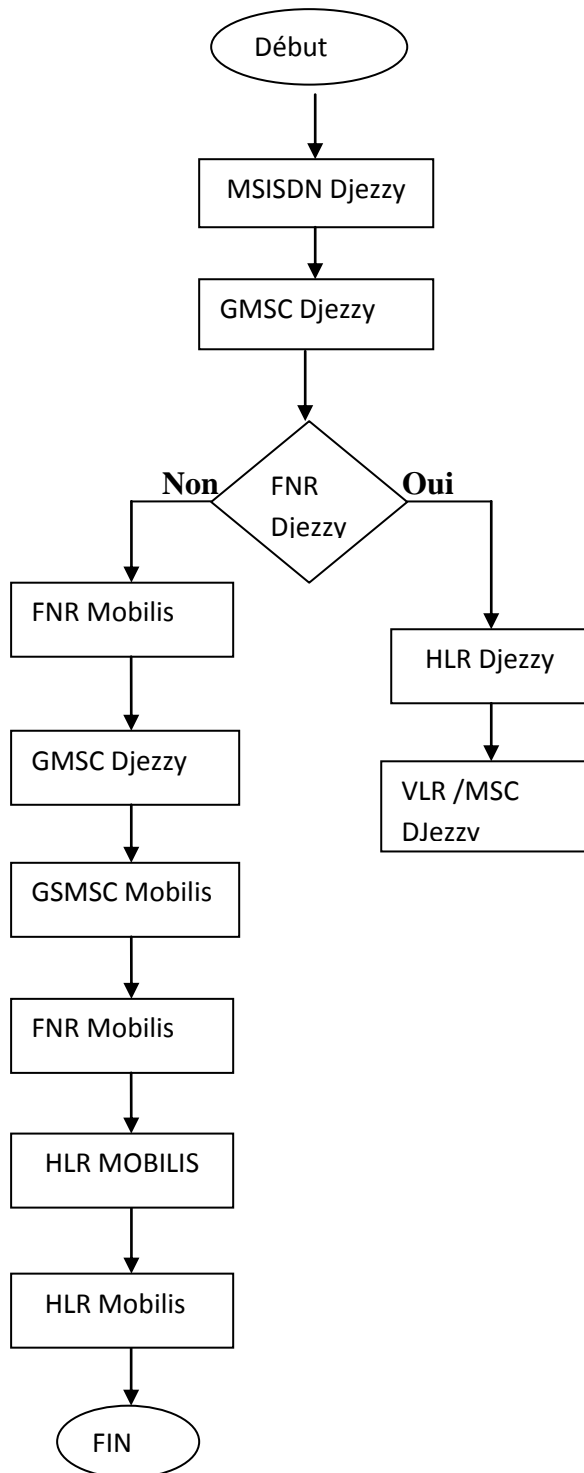 Début
MSISDN Djezzy
GMSC Djezzy
Non
FNR
Djezzy
Oui
FNR Mobilis
HLR Djezzy
GMSC Djezzy
VLR /MSC
DJezzy
GSMSC Mobilis
FNR Mobilis
HLR MOBILIS
HLR Mobilis
FIN